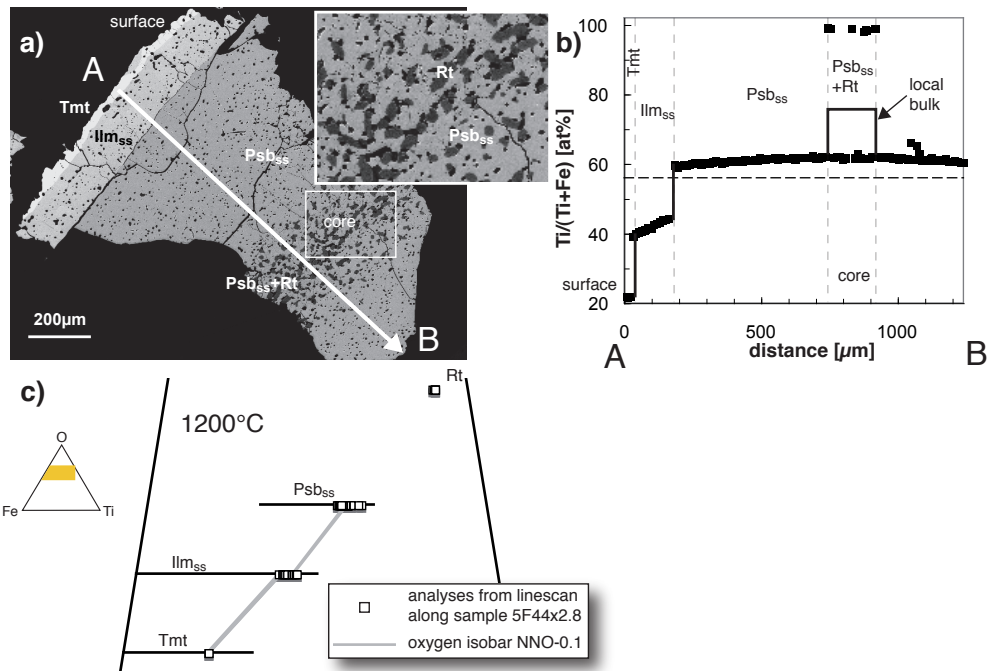 a)
surface
A
Tmt
Ilmss
Psbss
Rt
Psbss
core
Psbss+Rt
200µm
B
b)
Ti/(Ti+Fe) [at%]
100
80
60
40
20
Tmt
Ilmss
Psbss
Psbss
+Rt
local
bulk
surface
core
0
500
1000
A
distance [µm]
B
c)
1200°C
Rt
O
Fe
Ti
Psbss
Ilmss
Tmt
analyses from linescan
along sample 5F44x2.8
oxygen isobar NNO-0.1